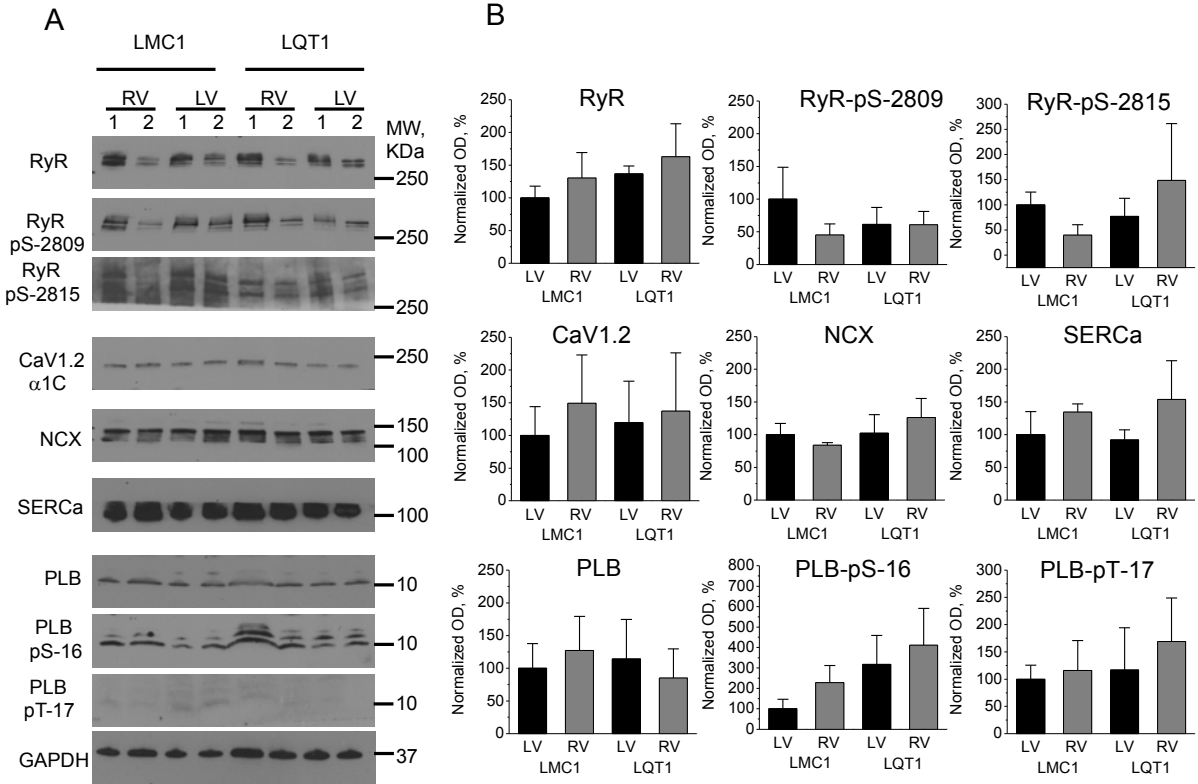 A
LMC1 LQT1
RV LV RV LV
1 2 1 2 1 2 1 2
MW,
KDa
RyR
250
RyR
pS-2809
250
RyR
pS-2815
250
CaV1.2
α1C
250
NCX
150
100
SERCa
100
PLB
10
PLB
pS-16
10
PLB
pT-17
10
GAPDH
37
B
RyR
Normalized OD, %
250
200
150
100
50
0
LV RV LV RV
LMC1 LQT1
RyR-pS-2809
Normalized OD, %
250
200
150
100
50
0
LV RV LV RV
LMC1 LQT1
RyR-pS-2815
Normalized OD, %
300
250
200
150
100
50
0
LV RV LV RV
LMC1 LQT1
CaV1.2
Normalized OD, %
250
200
150
100
50
0
LV RV LV RV
LMC1 LQT1
NCX
Normalized OD, %
250
200
150
100
50
0
LV RV LV RV
LMC1 LQT1
SERCa
Normalized OD, %
250
200
150
100
50
0
LV RV LV RV
LMC1 LQT1
PLB
Normalized OD, %
250
200
150
100
50
0
LV RV LV RV
LMC1 LQT1
PLB-pS-16
Normalized OD, %
800
700
600
500
400
300
200
100
0
LV RV LV RV
LMC1 LQT1
PLB-pT-17
Normalized OD, %
300
250
200
150
100
50
0
LV RV LV RV
LMC1 LQT1